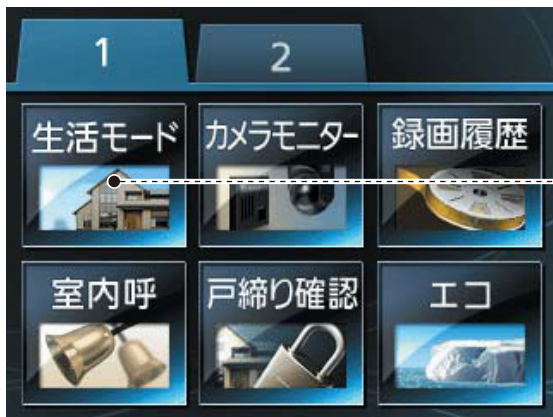 1
2
生活モード
カメラモニター
録画履歴
室内呼
戸締り確認
エコ